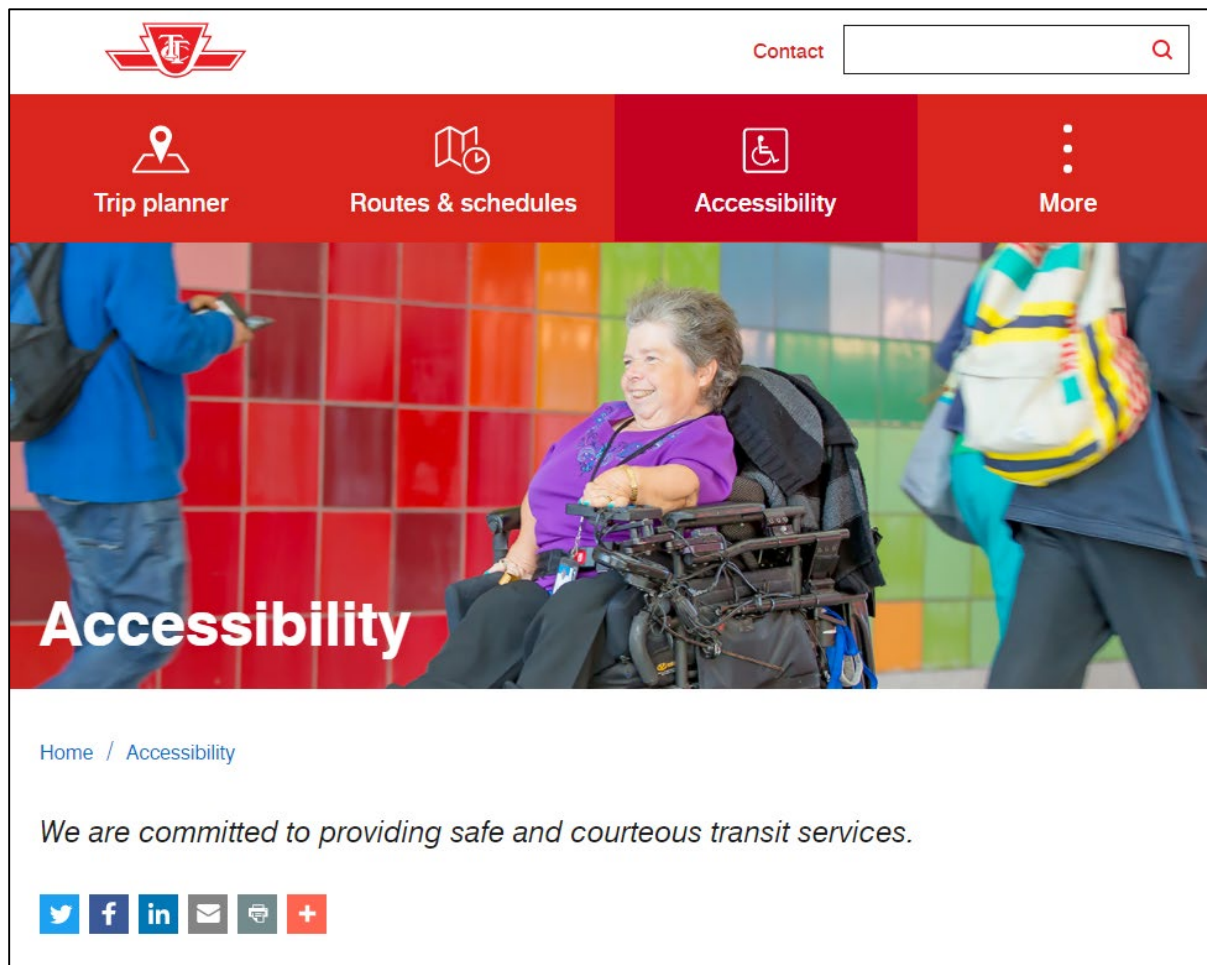 TTC
Contact
Trip planner
Routes & schedules
Accessibility
More
Accessibility
Home / Accessibility
We are committed to providing safe and courteous transit services.